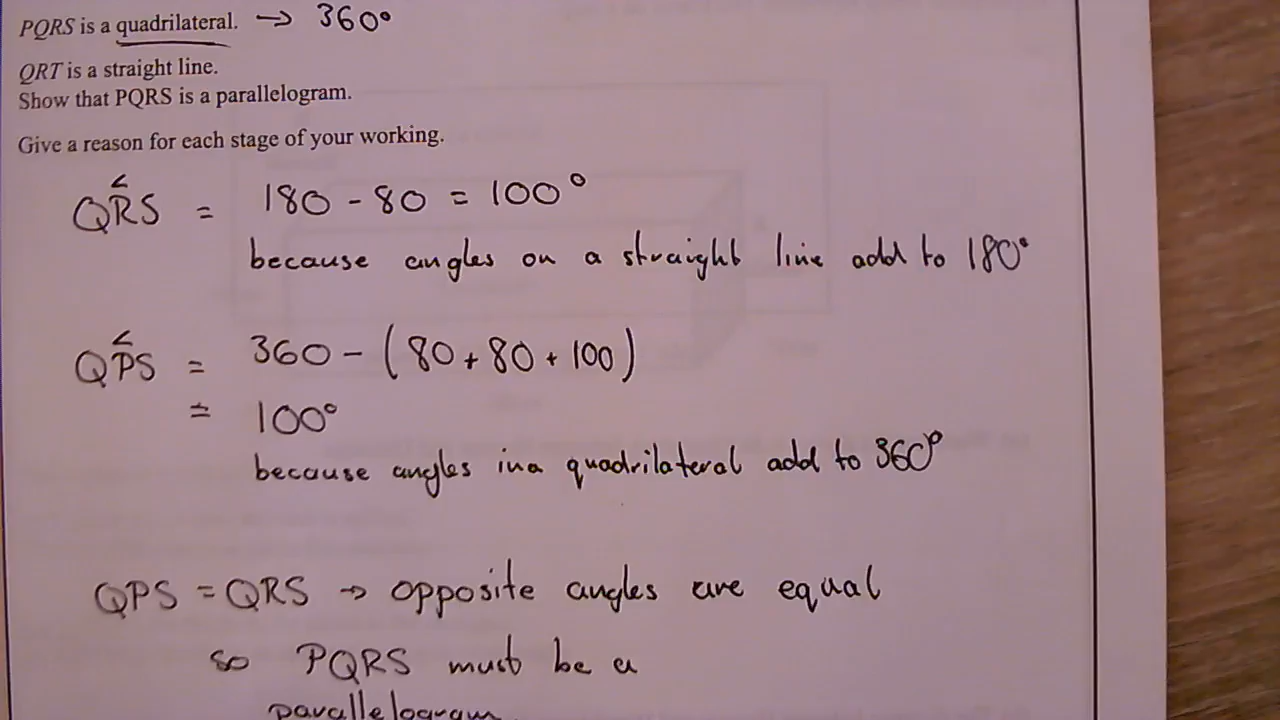 PQRS is a quadrilateral. → 360°
QRT is a straight line.
Show that PQRS is a parallelogram.
Give a reason for each stage of your working.
QRS = 180 - 80 = 100°
because angles on a straight line add to 180°
QPS = 360 - (80 + 80 + 100)
= 100°
because angles in a quadrilateral add to 360°
QPS = QRS → opposite angles are equal
so PQRS must be a
parallelogram.